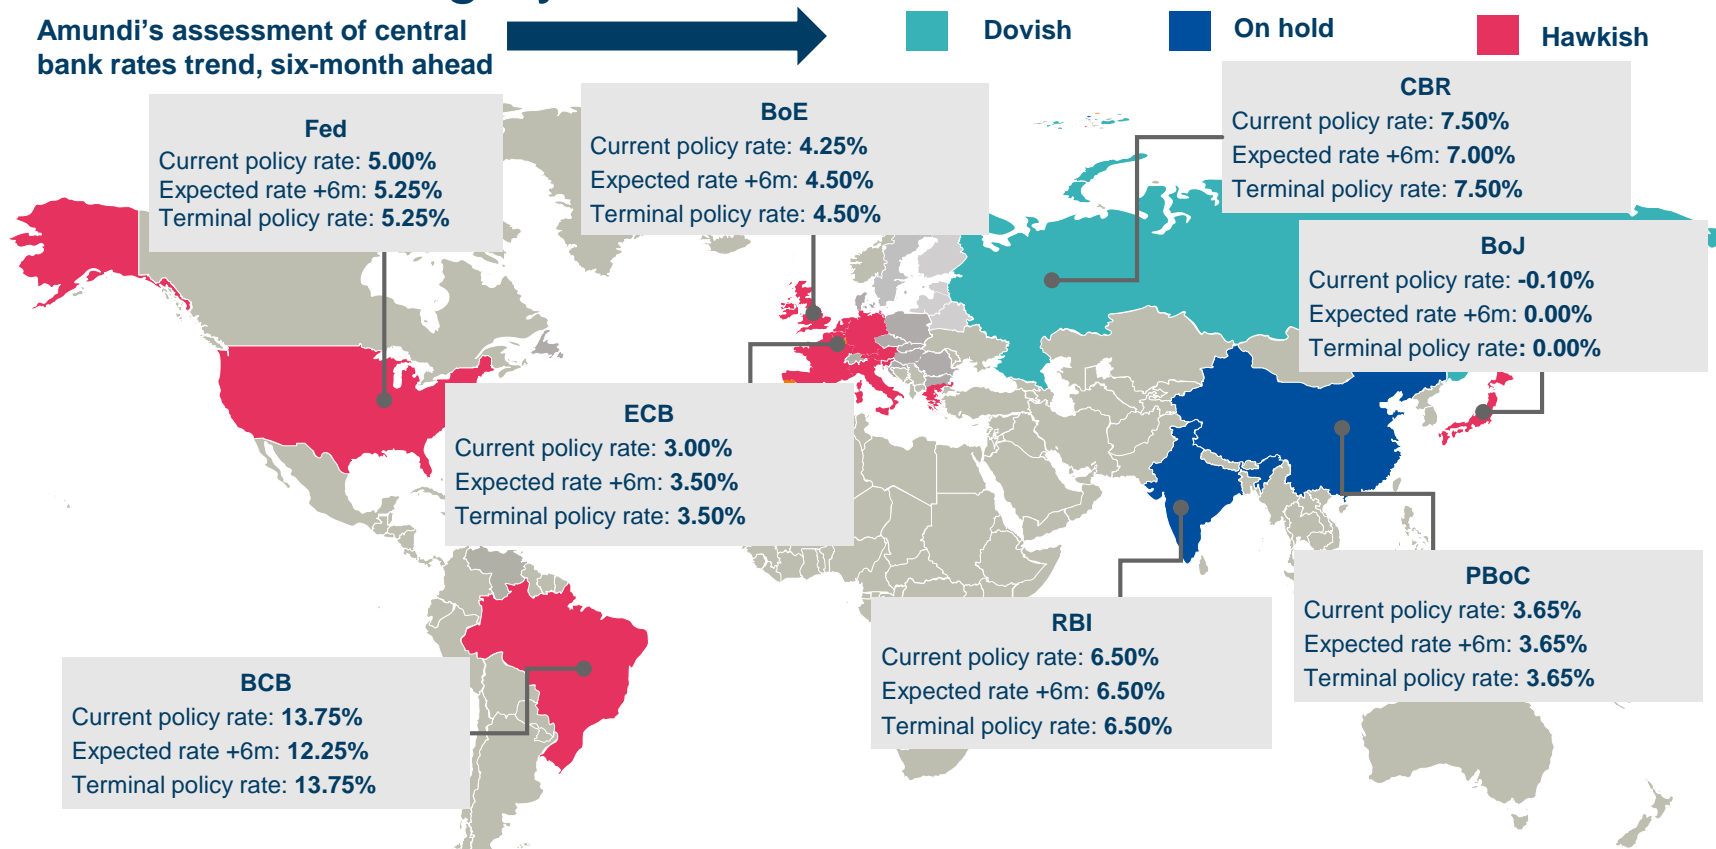 Amundi’s assessment of central
bank rates trend, six-month ahead
Dovish
On hold
Hawkish
Fed
Current policy rate: 5.00%
Expected rate +6m: 5.25%
Terminal policy rate: 5.25%
BoE
Current policy rate: 4.25%
Expected rate +6m: 4.50%
Terminal policy rate: 4.50%
CBR
Current policy rate: 7.50%
Expected rate +6m: 7.00%
Terminal policy rate: 7.50%
BoJ
Current policy rate: -0.10%
Expected rate +6m: 0.00%
Terminal policy rate: 0.00%
ECB
Current policy rate: 3.00%
Expected rate +6m: 3.50%
Terminal policy rate: 3.50%
PBoC
Current policy rate: 3.65%
Expected rate +6m: 3.65%
Terminal policy rate: 3.65%
RBI
Current policy rate: 6.50%
Expected rate +6m: 6.50%
Terminal policy rate: 6.50%
BCB
Current policy rate: 13.75%
Expected rate +6m: 12.25%
Terminal policy rate: 13.75%